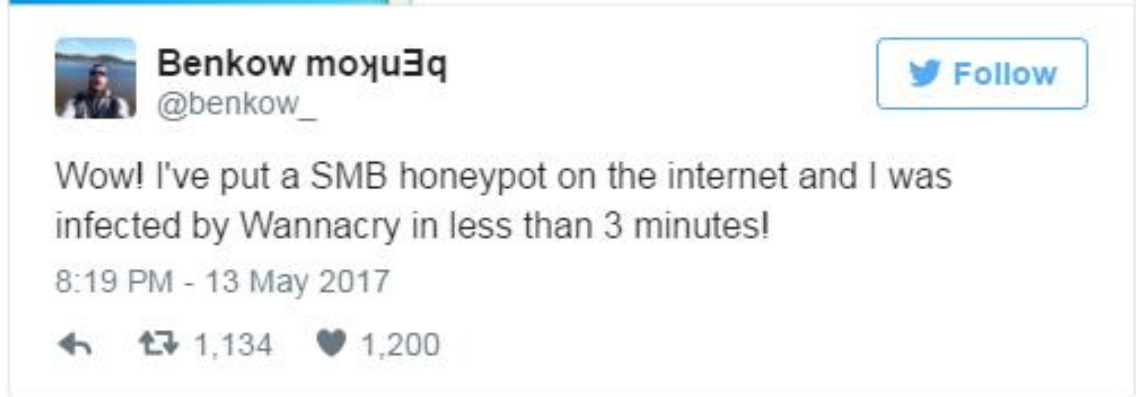 Benkow moʞuƎq
@benkow_
Follow
Wow! I've put a SMB honeypot on the internet and I was
infected by Wannacry in less than 3 minutes!
8:19 PM - 13 May 2017
1,134 1,200